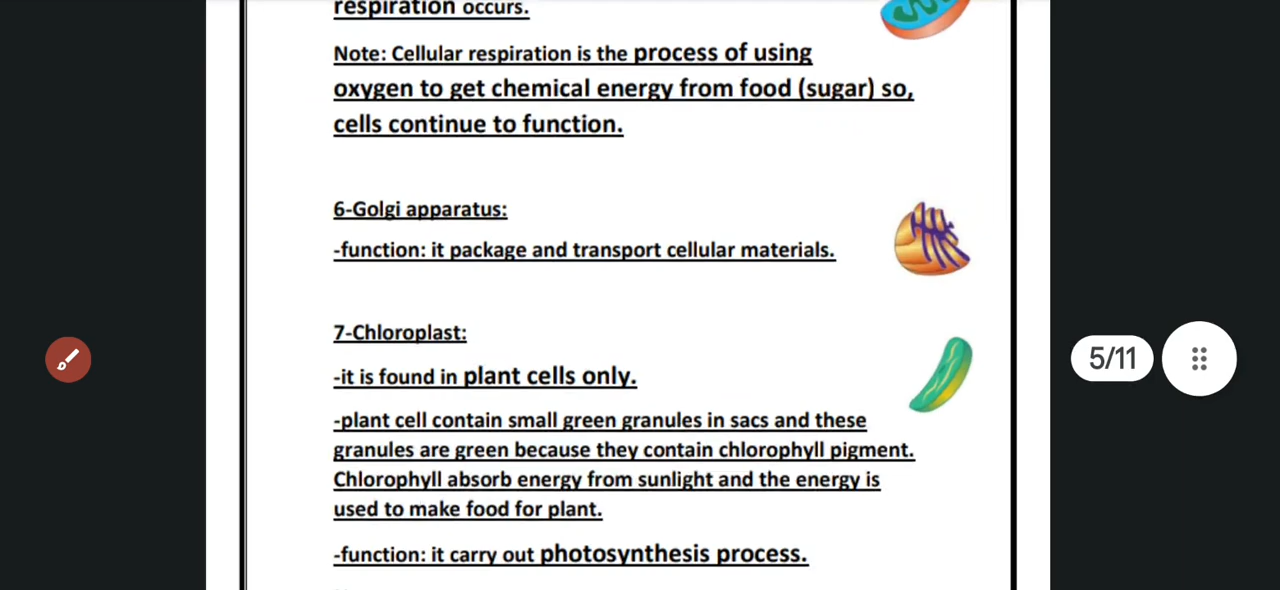 respiration occurs.
Note: Cellular respiration is the process of using
oxygen to get chemical energy from food (sugar) so,
cells continue to function.
6-Golgi apparatus:
-function: it package and transport cellular materials.
7-Chloroplast:
-it is found in plant cells only.
-plant cell contain small green granules in sacs and these
granules are green because they contain chlorophyll pigment.
Chlorophyll absorb energy from sunlight and the energy is
used to make food for plant.
-function: it carry out photosynthesis process.
5/11